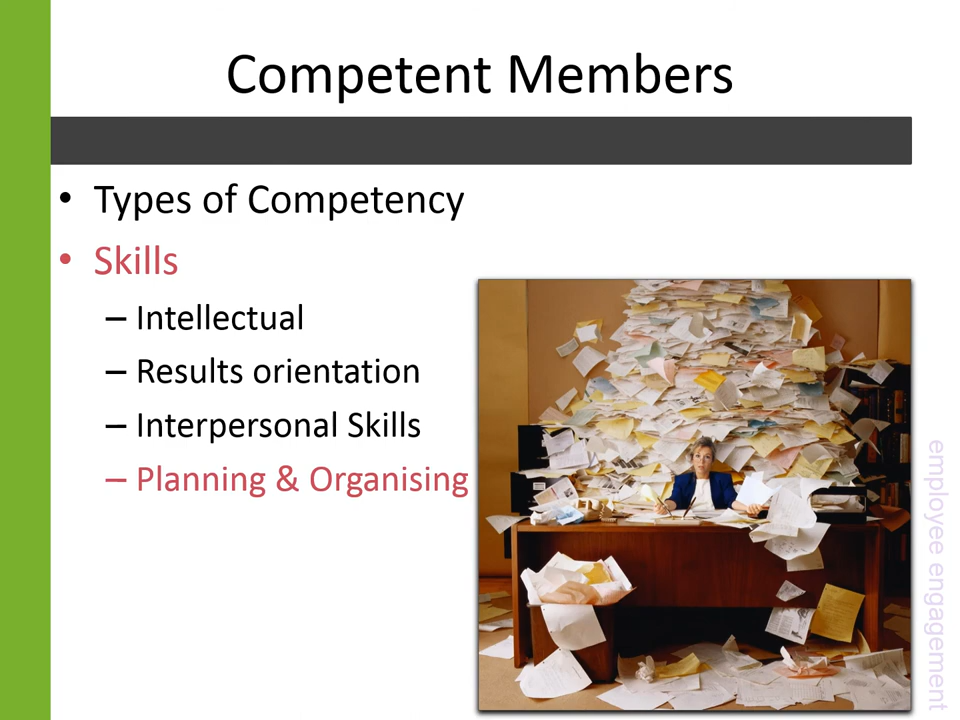 Competent Members
• Types of Competency
• Skills
– Intellectual
– Results orientation
– Interpersonal Skills
– Planning & Organising
employee engagement